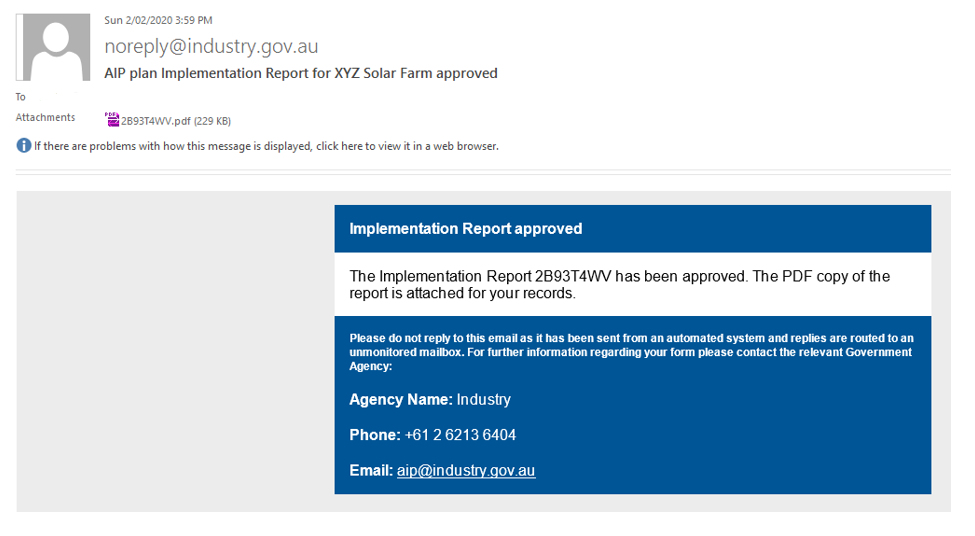 Sun 2/02/2020 3:59 PM
noreply@industry.gov.au
AIP plan Implementation Report for XYZ Solar Farm approved
To
Attachments
PDF
2B93T4WV.pdf (229 KB)
If there are problems with how this message is displayed, click here to view it in a web browser.
Implementation Report approved
The Implementation Report 2B93T4WV has been approved. The PDF copy of the
report is attached for your records.
Please do not reply to this email as it has been sent from an automated system and replies are routed to an
unmonitored mailbox. For further information regarding your form please contact the relevant Government
Agency:
Agency Name: Industry
Phone: +61 2 6213 6404
Email: aip@industry.gov.au